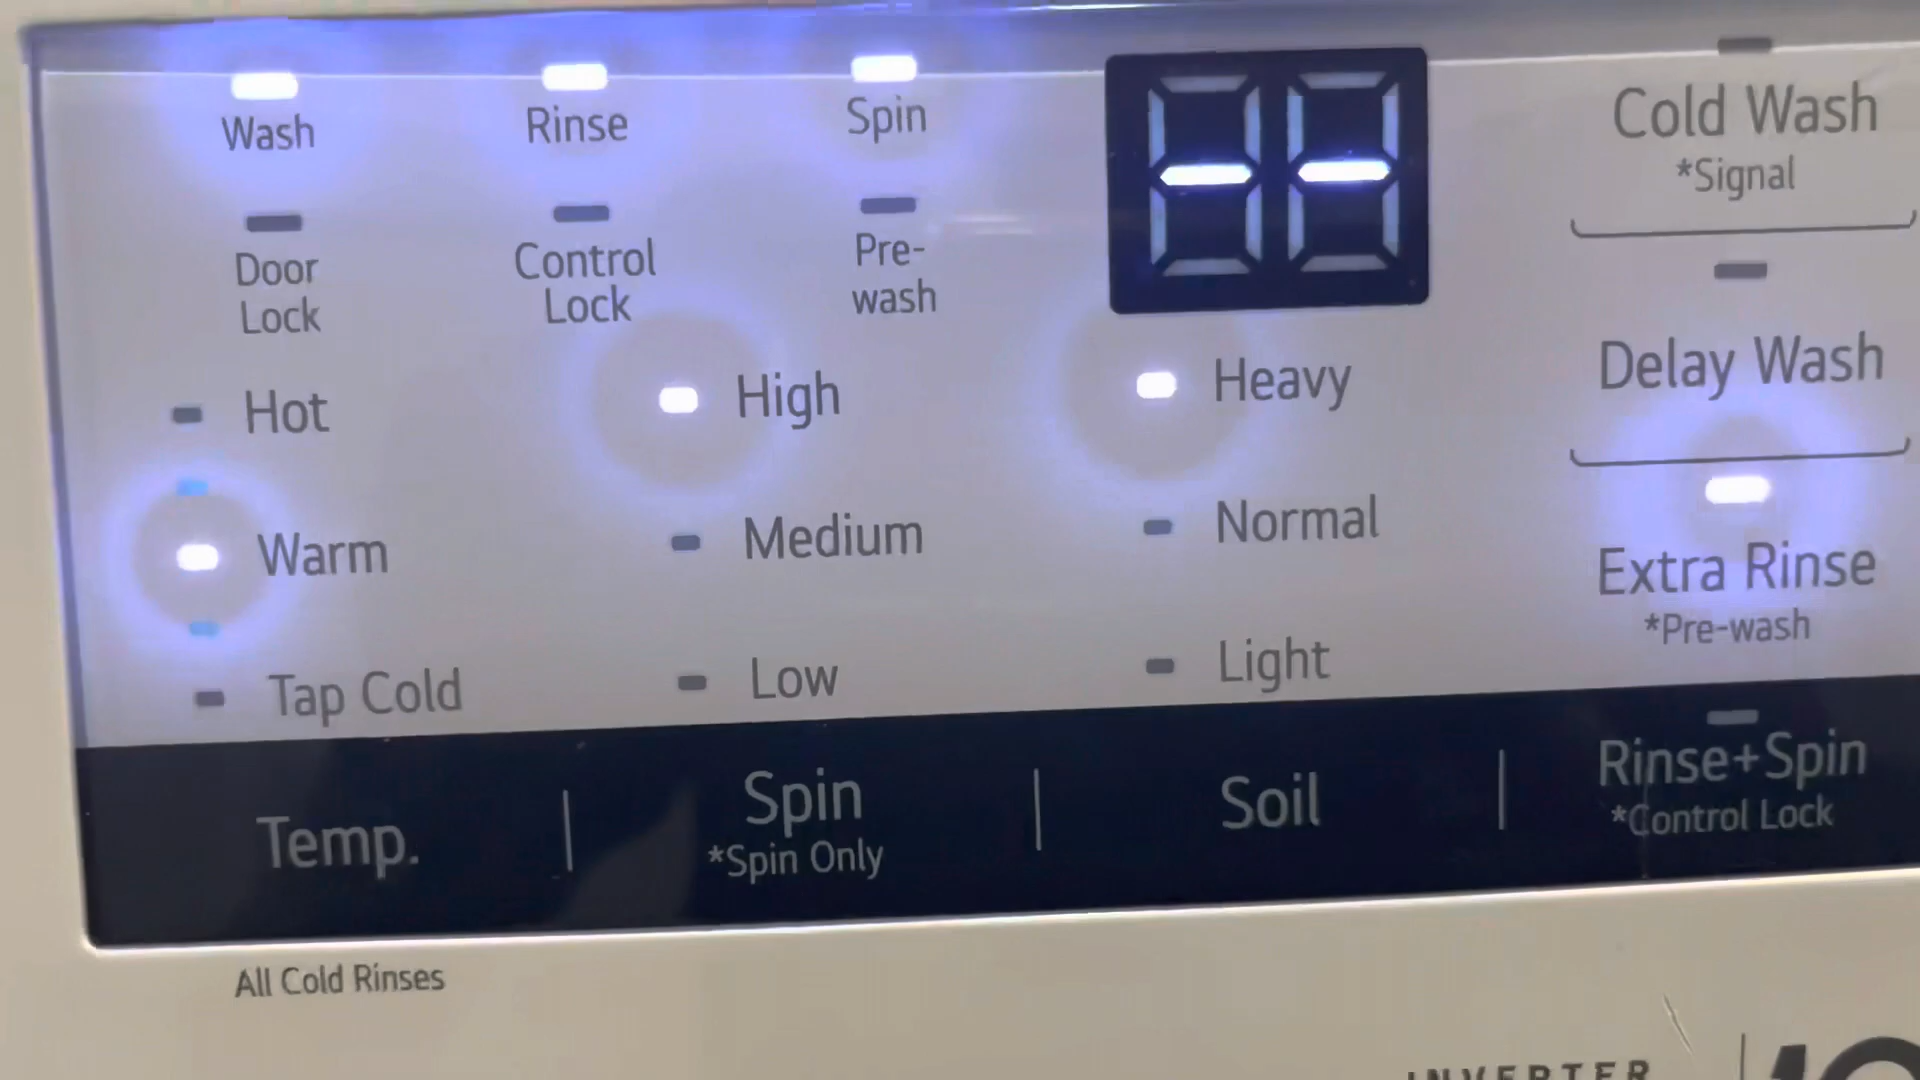 Wash
Rinse
Spin
--
Cold Wash
*Signal
Door
Lock
Control
Lock
Pre-
wash
Delay Wash
Hot
High
Heavy
Warm
Medium
Normal
Extra Rinse
*Pre-wash
Tap Cold
Low
Light
Temp.
Spin
*Spin Only
Soil
Rinse+Spin
*Control Lock
All Cold Rinses
INVERTER